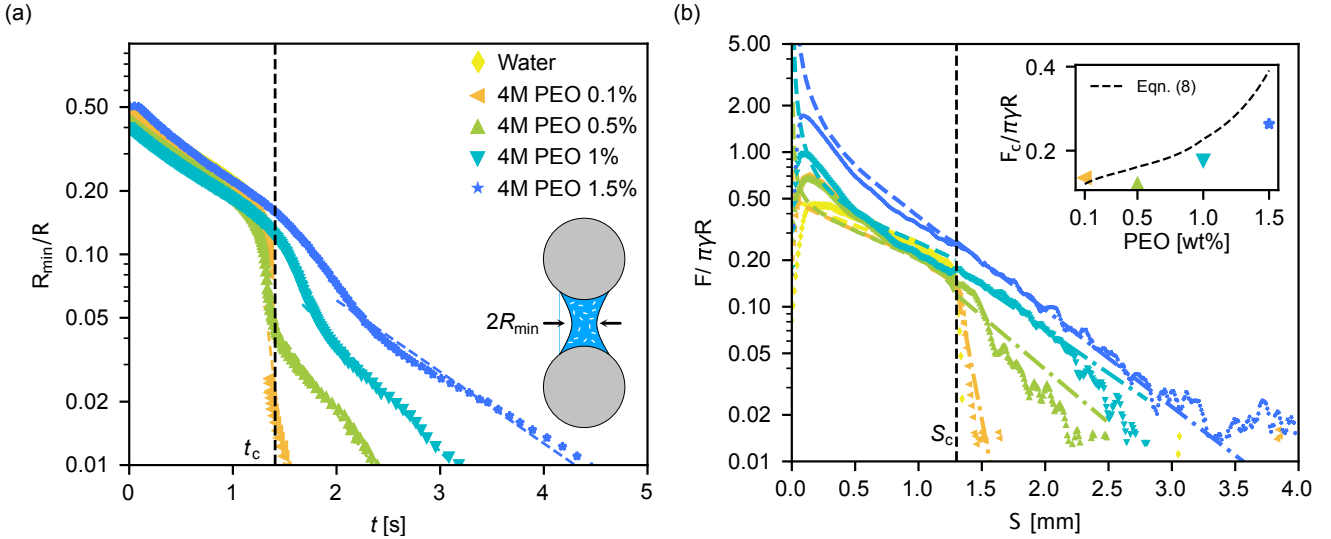 (a)
R_min/R
0.50
0.20
0.10
0.05
0.02
0.01
0
1
2
3
4
5
t [s]
t_c
Water
4M PEO 0.1%
4M PEO 0.5%
4M PEO 1%
4M PEO 1.5%
2R_min
(b)
F/πγR
5.00
2.00
1.00
0.50
0.20
0.10
0.05
0.02
0.01
0.0
0.5
1.0
1.5
2.0
2.5
3.0
3.5
4.0
S [mm]
S_c
F_c/πγR
0.4
0.2
Eqn. (8)
0.1
0.5
1.0
1.5
PEO [wt%]